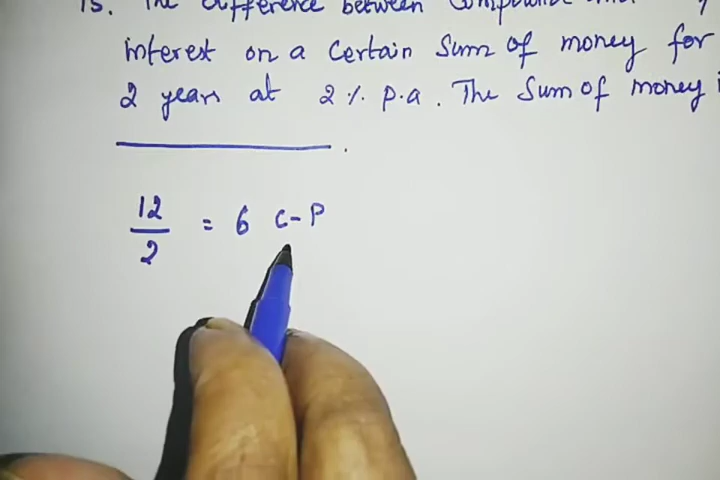 15. The difference between
interest on a certain sum of money for
2 years at 2 %. p.a. The sum of money
.
12
2
= 6 C-P